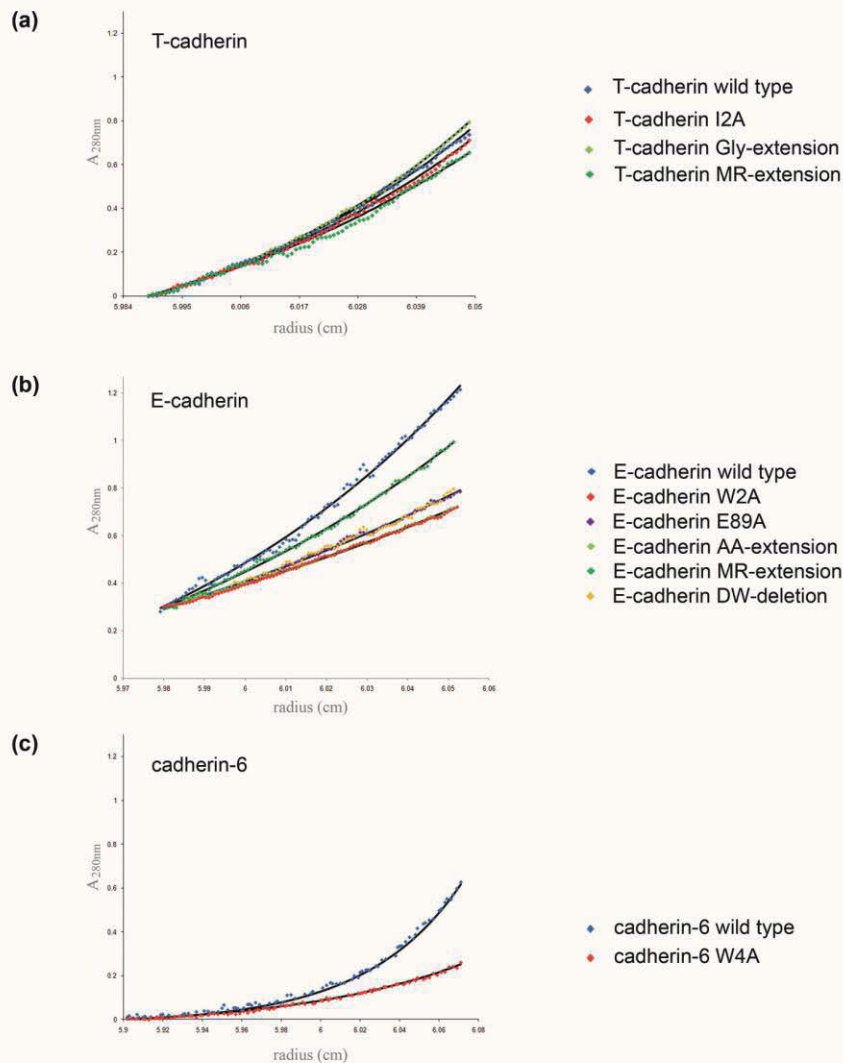 (a)
T-cadherin
1.2
1
0.8
0.6
0.4
0.2
0
A280nm
5.984 5.995 6.006 6.017 6.028 6.039 6.05
radius (cm)
T-cadherin wild type
T-cadherin I2A
T-cadherin Gly-extension
T-cadherin MR-extension
(b)
E-cadherin
1.2
1
0.8
0.6
0.4
0.2
0
A280nm
5.97 5.98 5.99 6 6.01 6.02 6.03 6.04 6.05 6.06
radius (cm)
E-cadherin wild type
E-cadherin W2A
E-cadherin E89A
E-cadherin AA-extension
E-cadherin MR-extension
E-cadherin DW-deletion
(c)
cadherin-6
1.2
1
0.8
0.6
0.4
0.2
0
A280nm
5.9 5.92 5.94 5.96 5.98 6 6.02 6.04 6.06 6.08
radius (cm)
cadherin-6 wild type
cadherin-6 W4A